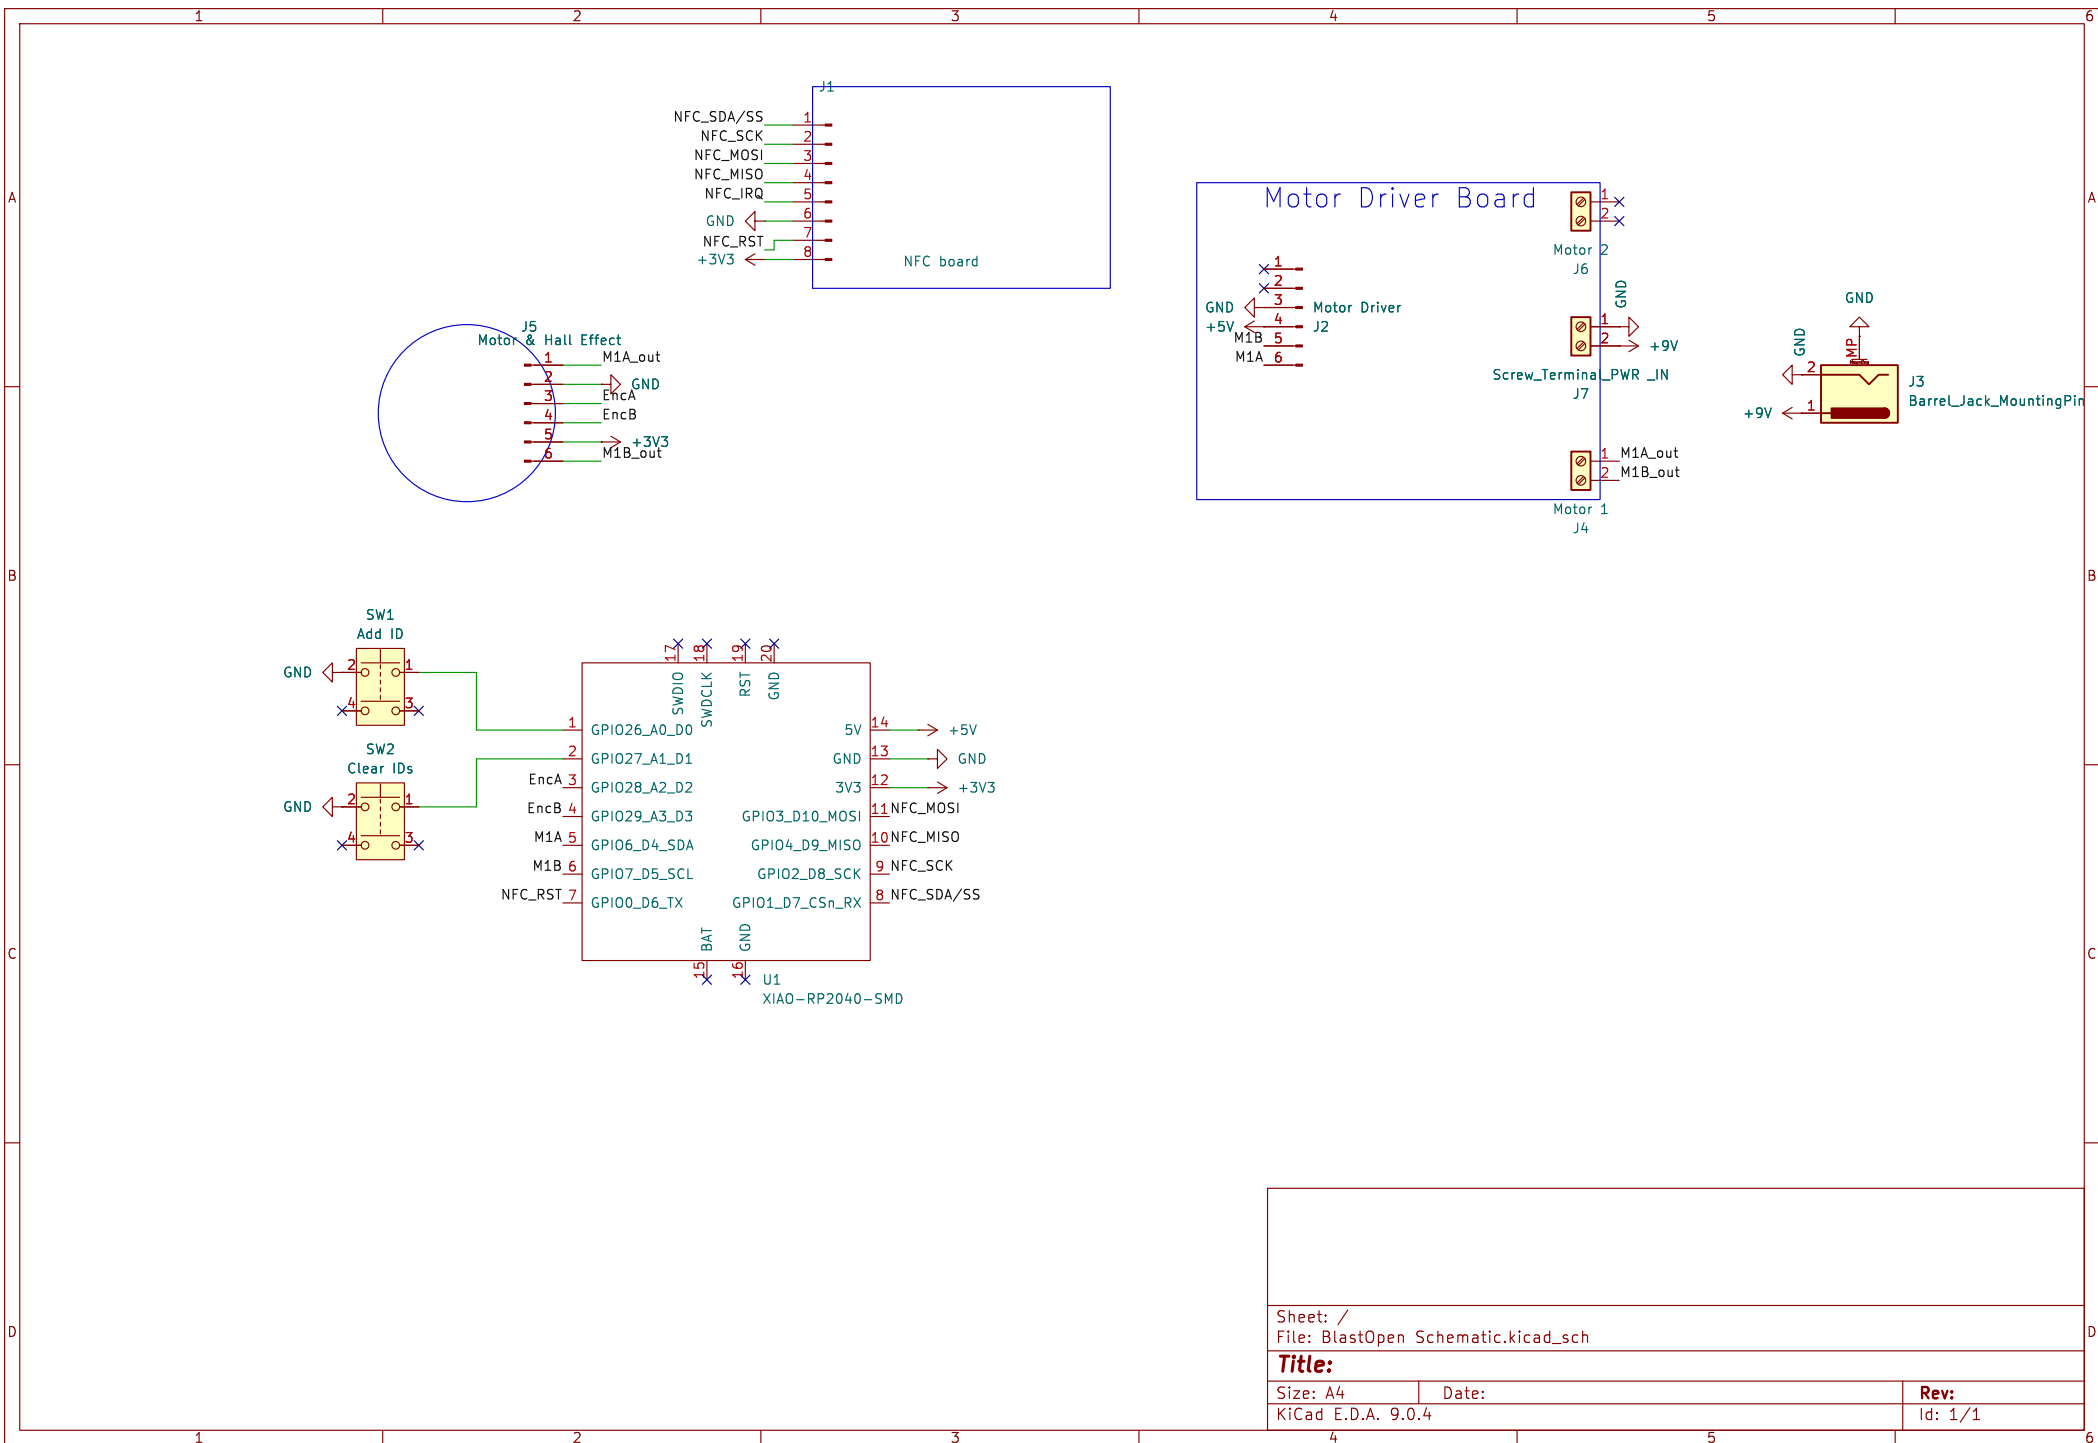 1 2 3 4 5 6
A
B
C
D
J1
NFC_SDA/SS 1
NFC_SCK 2
NFC_MOSI 3
NFC_MISO 4
NFC_IRQ 5
GND 6
NFC_RST 7
+3V3 8
NFC board
Motor Driver Board
1
2
Motor 2
J6
1
2
GND 3 Motor Driver
+5V 4 J2
M1B 5
M1A 6
GND
1
2 +9V
Screw_Terminal_PWR _IN
J7
1 M1A_out
2 M1B_out
Motor 1
J4
GND
GND
MP
2
+9V 1
J3
Barrel_Jack_MountingPin
J5
Motor & Hall Effect
1 M1A_out
2 GND
3 EncA
4 EncB
5 +3V3
6 M1B_out
SW1
Add ID
GND 2 1
4 3
SW2
Clear IDs
GND 2 1
4 3
17 18 19 20
SWDIO SWDCLK RST GND
1 GPIO26_A0_D0
2 GPIO27_A1_D1
EncA 3 GPIO28_A2_D2
EncB 4 GPIO29_A3_D3
M1A 5 GPIO6_D4_SDA
M1B 6 GPIO7_D5_SCL
NFC_RST 7 GPIO0_D6_TX
5V 14 +5V
GND 13 GND
3V3 12 +3V3
GPIO3_D10_MOSI 11 NFC_MOSI
GPIO4_D9_MISO 10 NFC_MISO
GPIO2_D8_SCK 9 NFC_SCK
GPIO1_D7_CSn_RX 8 NFC_SDA/SS
BAT GND
15 16
U1
XIAO-RP2040-SMD
Sheet: /
File: BlastOpen Schematic.kicad_sch
Title:
Size: A4 Date: Rev:
KiCad E.D.A. 9.0.4 Id: 1/1
A
B
C
D
1 2 3 4 5 6